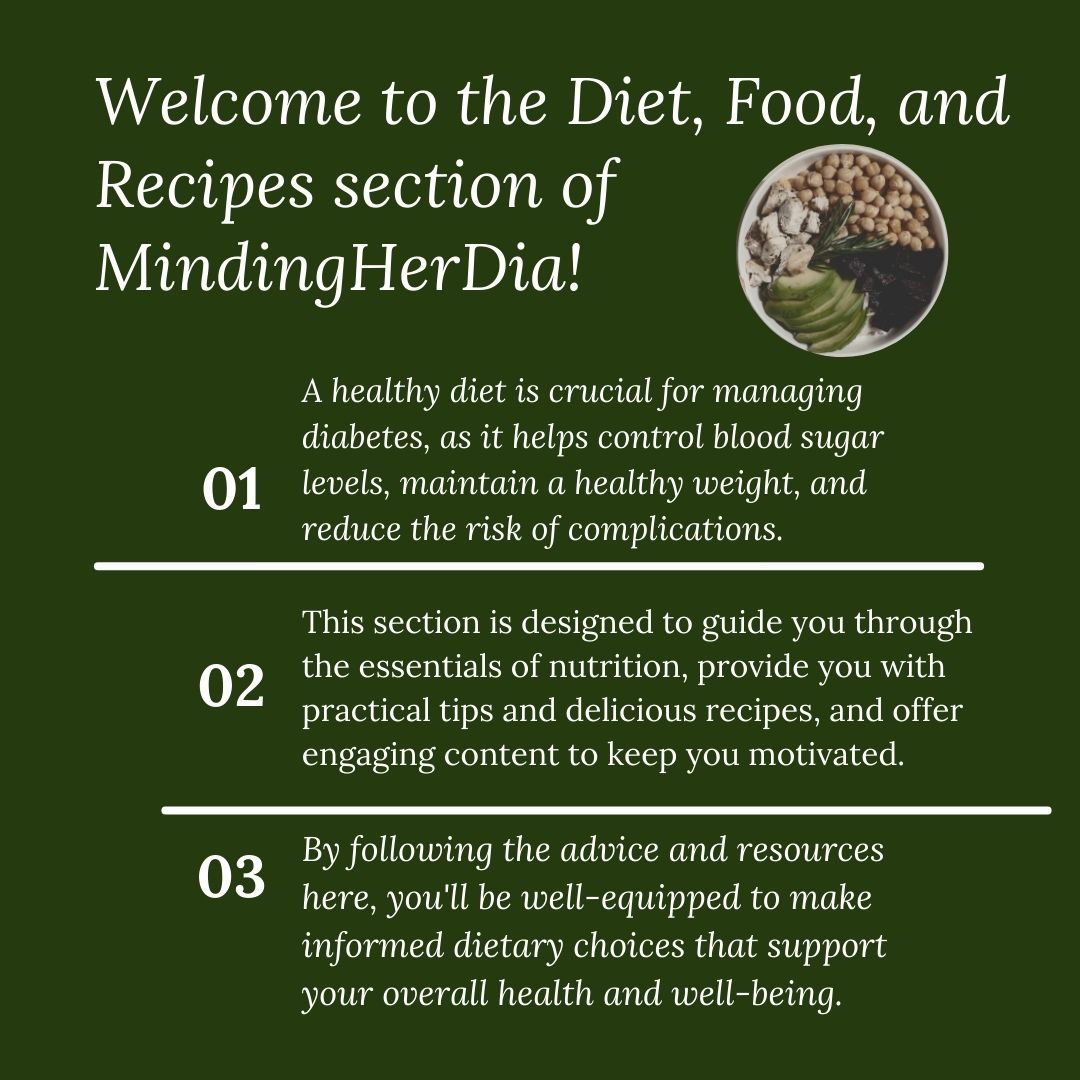 Welcome to the Diet, Food, and
Recipes section of
MindingHerDia!
01
A healthy diet is crucial for managing
diabetes, as it helps control blood sugar
levels, maintain a healthy weight, and
reduce the risk of complications.
02
This section is designed to guide you through
the essentials of nutrition, provide you with
practical tips and delicious recipes, and offer
engaging content to keep you motivated.
03
By following the advice and resources
here, you'll be well-equipped to make
informed dietary choices that support
your overall health and well-being.